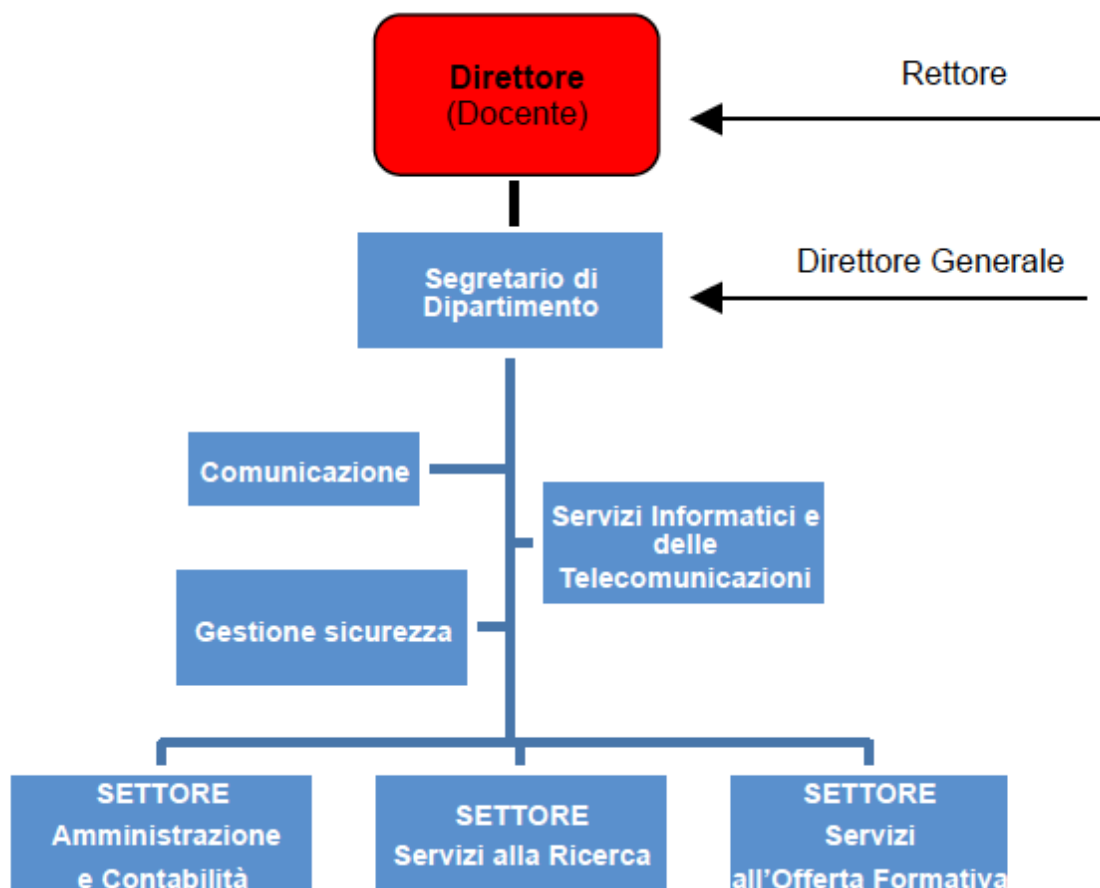 Direttore
(Docente)
Rettore
Segretario di
Dipartimento
Direttore Generale
Comunicazione
Servizi Informatici e
delle
Telecomunicazioni
Gestione sicurezza
SETTORE
Amministrazione
e Contabilità
SETTORE
Servizi alla Ricerca
SETTORE
Servizi
all’Offerta Formativa